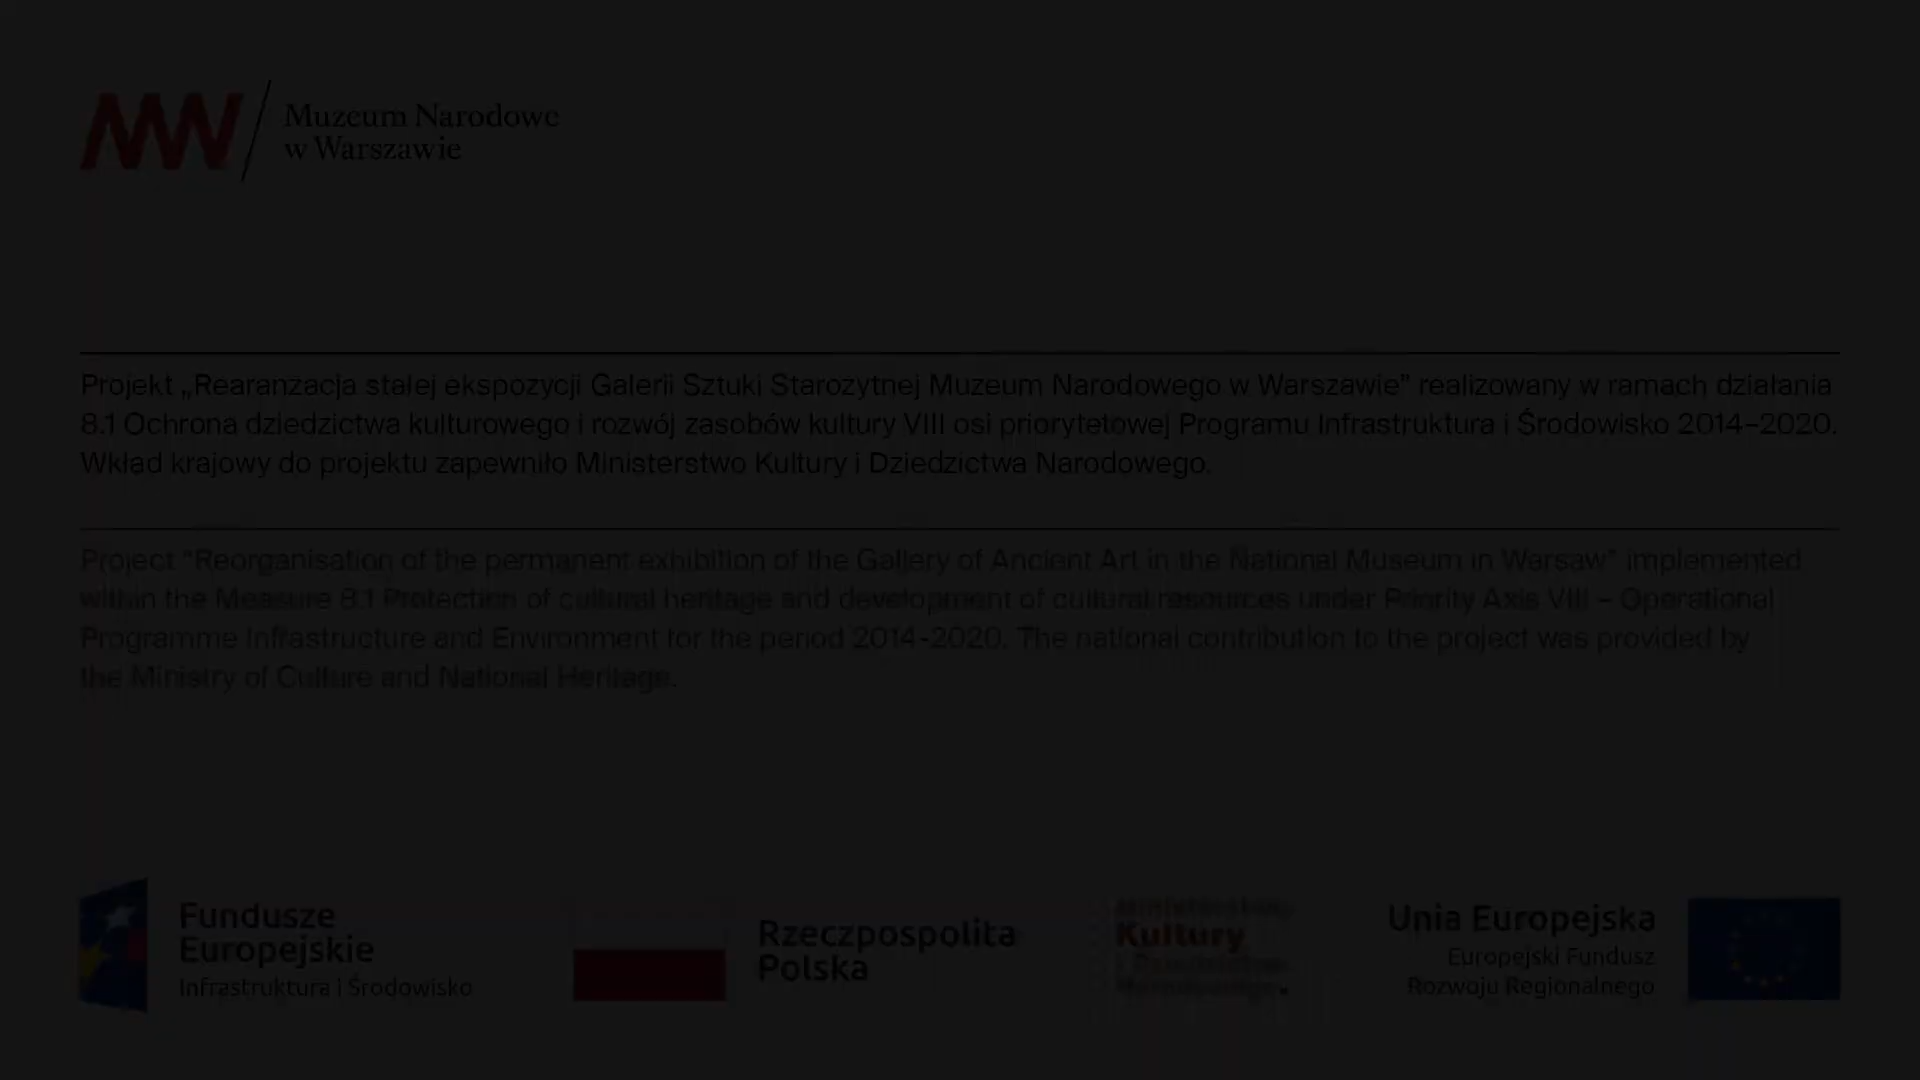 Muzeum Narodowe
w Warszawie
Projekt „Rearanżacja stałej ekspozycji Galerii Sztuki Starożytnej Muzeum Narodowego w Warszawie” realizowany w ramach działania
8.1 Ochrona dziedzictwa kulturowego i rozwój zasobów kultury VIII osi priorytetowej Programu Infrastruktura i Środowisko 2014–2020.
Wkład krajowy do projektu zapewniło Ministerstwo Kultury i Dziedzictwa Narodowego.
Project “Reorganisation of the permanent exhibition of the Gallery of Ancient Art in the National Museum in Warsaw” implemented
within the Measure 8.1 Protection of cultural heritage and development of cultural resources under Priority Axis VIII – Operational
Programme Infrastructure and Environment for the period 2014-2020. The national contribution to the project was provided by
the Ministry of Culture and National Heritage.
Fundusze
Europejskie
Infrastruktura i Środowisko
Rzeczpospolita
Polska
Ministerstwo
Kultury
i Dziedzictwa
Narodowego.
Unia Europejska
Europejski Fundusz
Rozwoju Regionalnego